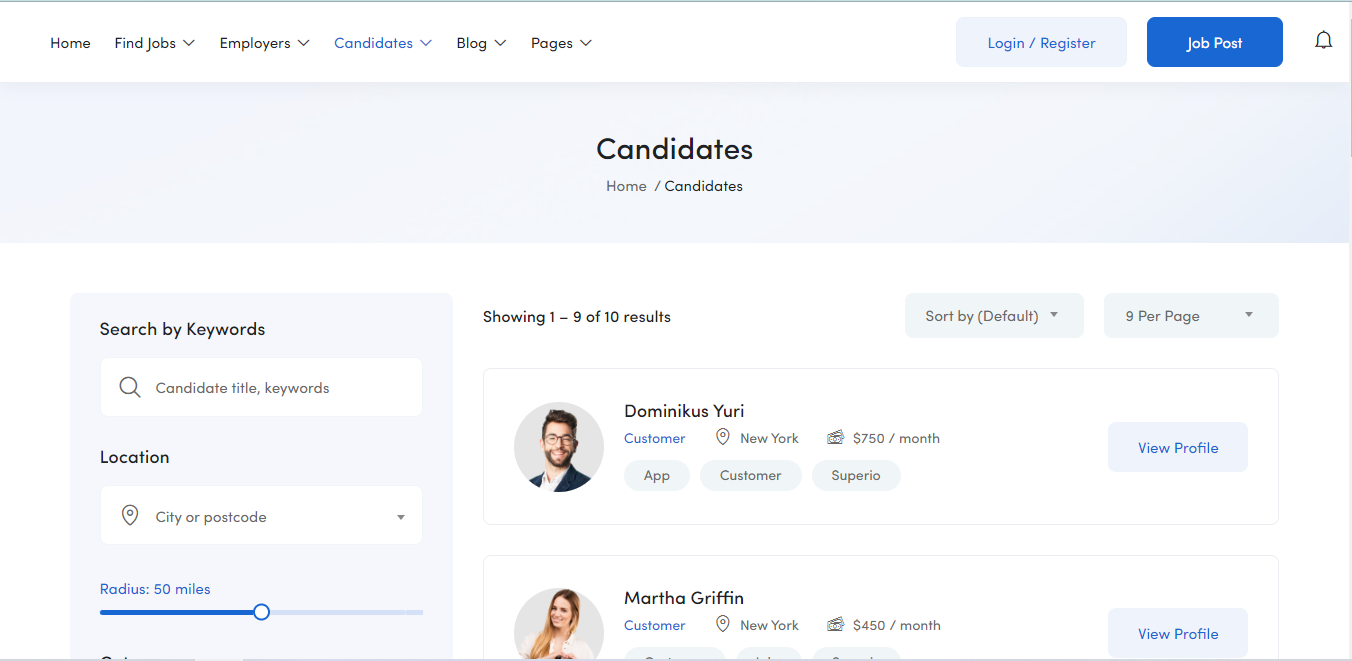 Home Find Jobs Employers Candidates Blog Pages Login / Register Job Post
Candidates
Home / Candidates
Search by Keywords
Candidate title, keywords
Location
City or postcode
Radius: 50 miles
Showing 1 – 9 of 10 results
Sort by (Default) 9 Per Page
Dominikus Yuri
Customer New York $750 / month
App Customer Superio
View Profile
Martha Griffin
Customer New York $450 / month
View Profile